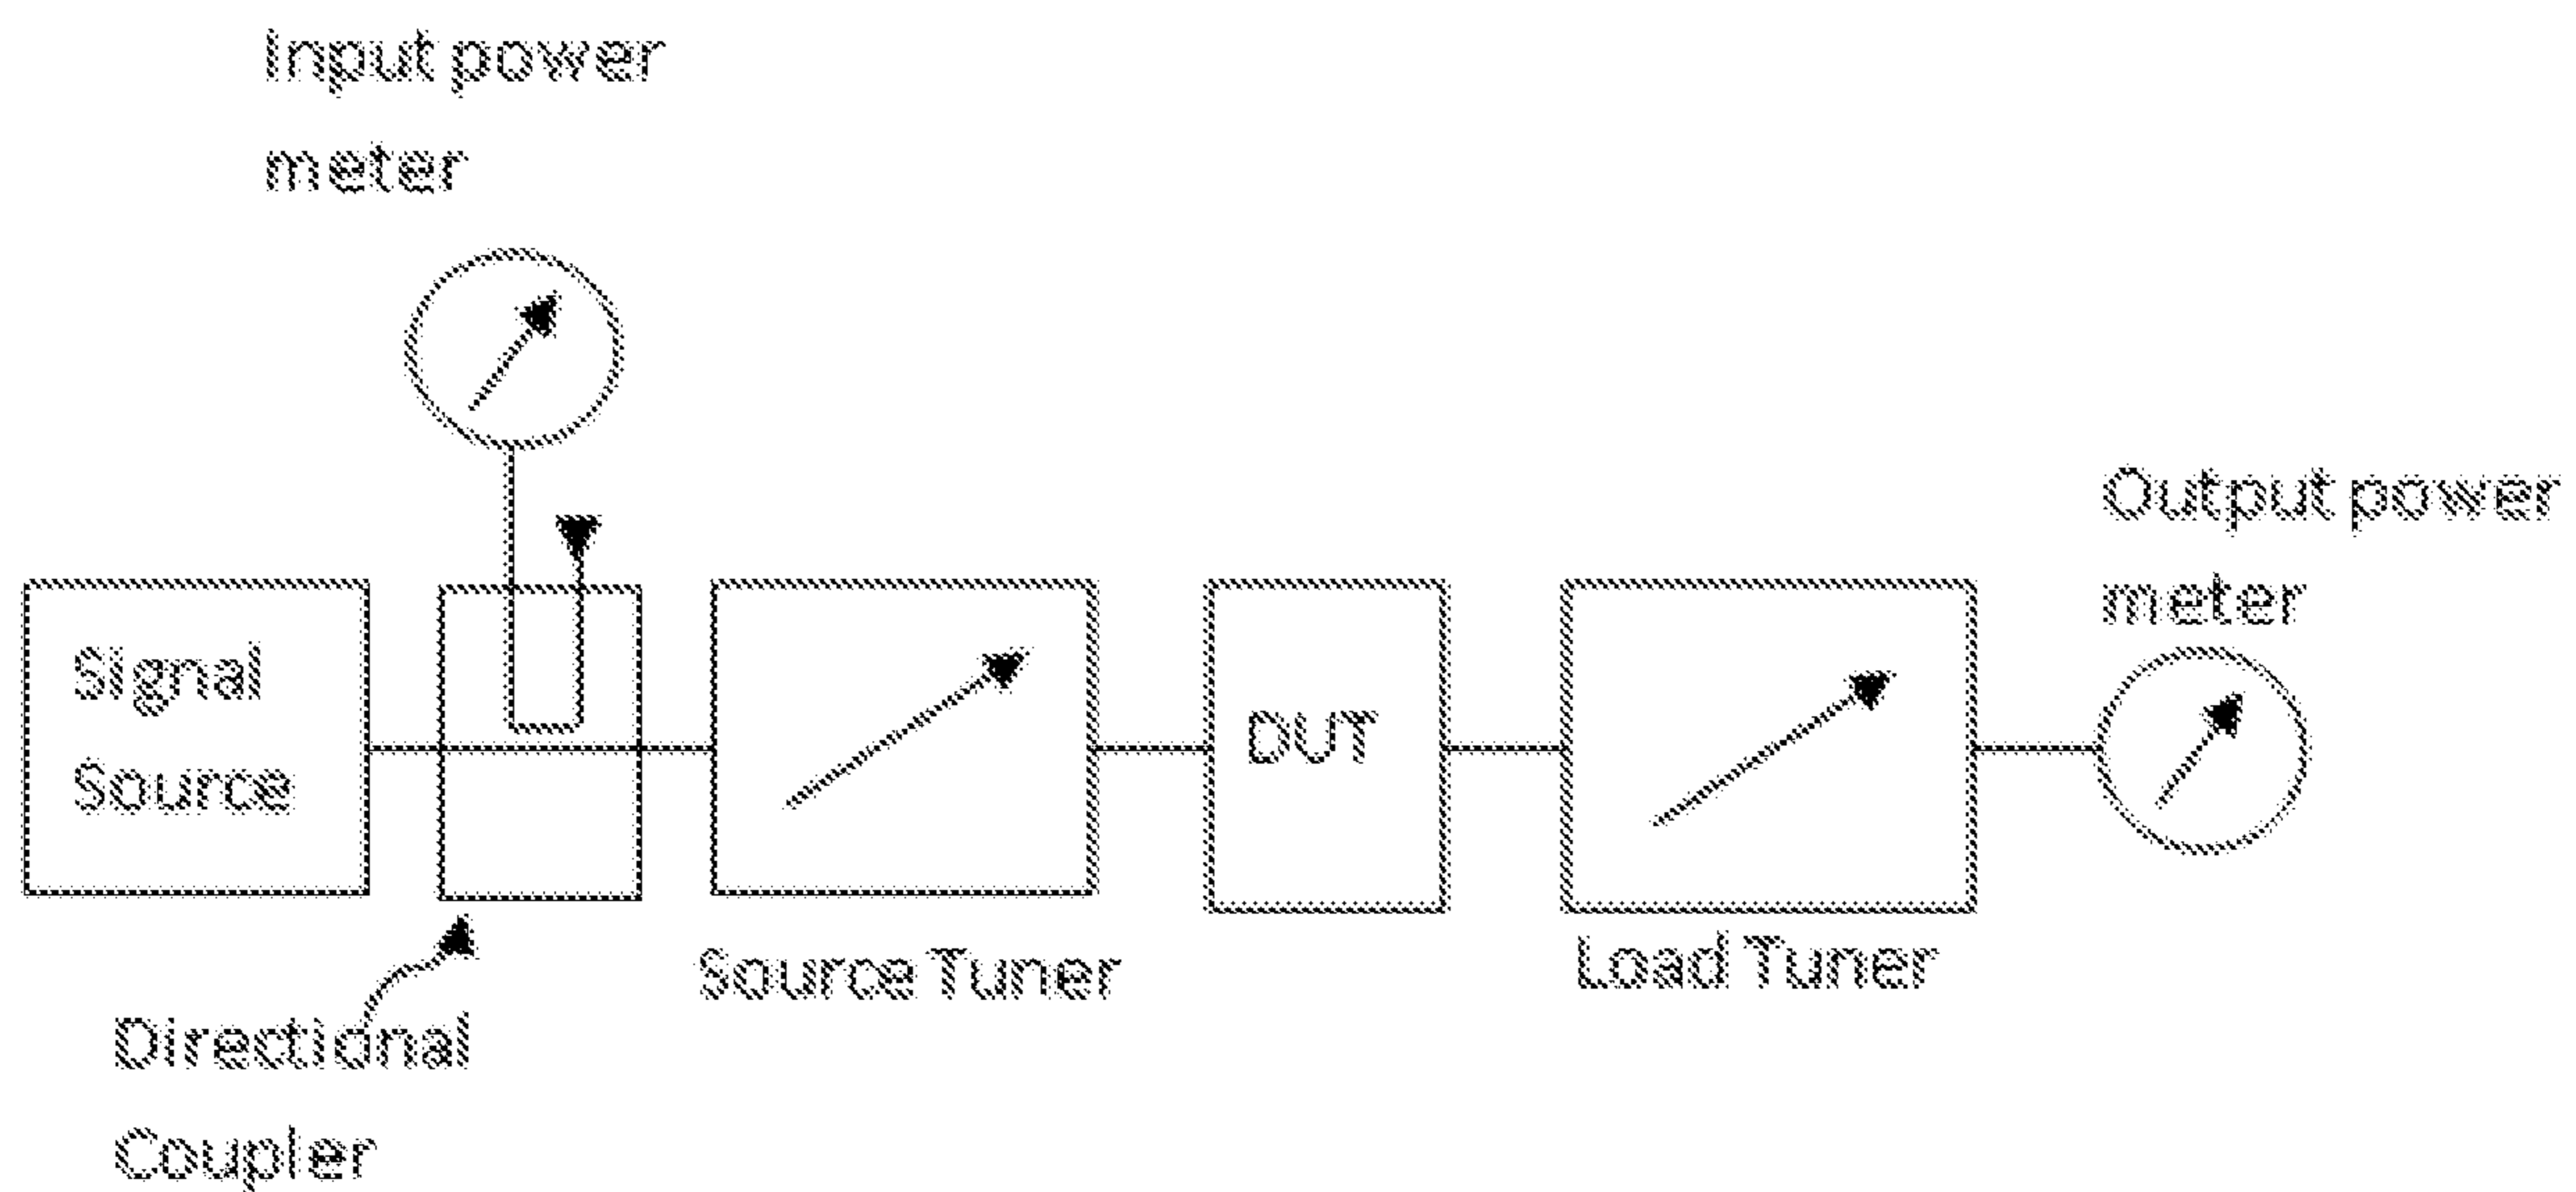 Input power
meter
Output power
meter
Signal
Source
DUT
Source Tuner
Load Tuner
Directional
Coupler